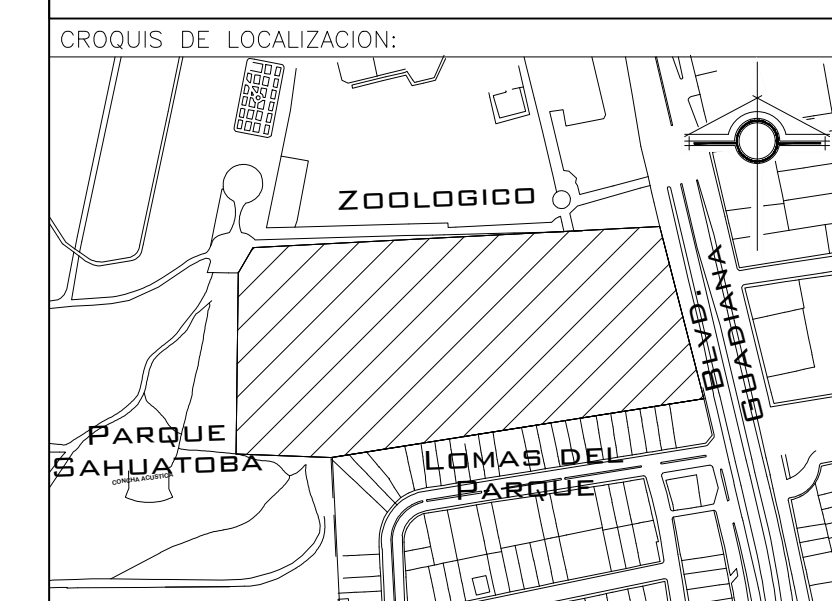 CROQUIS DE LOCALIZACION:
ZOOLOGICO
BLVD.
GUADIANA
PARQUE
SAHUATOBA
CONCHA ACUSTICA
LOMAS DEL
PARQUE